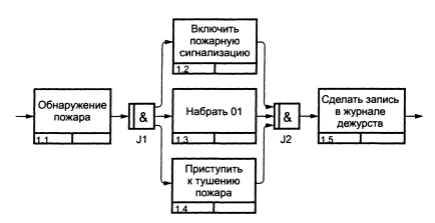 Включить
пожарную
сигнализацию
1.2
Обнаружение
пожара
1.1
&
J1
Набрать 01
1.3
&
J2
Сделать запись
в журнале
дежурств
1.5
Приступить
к тушению
пожара
1.4